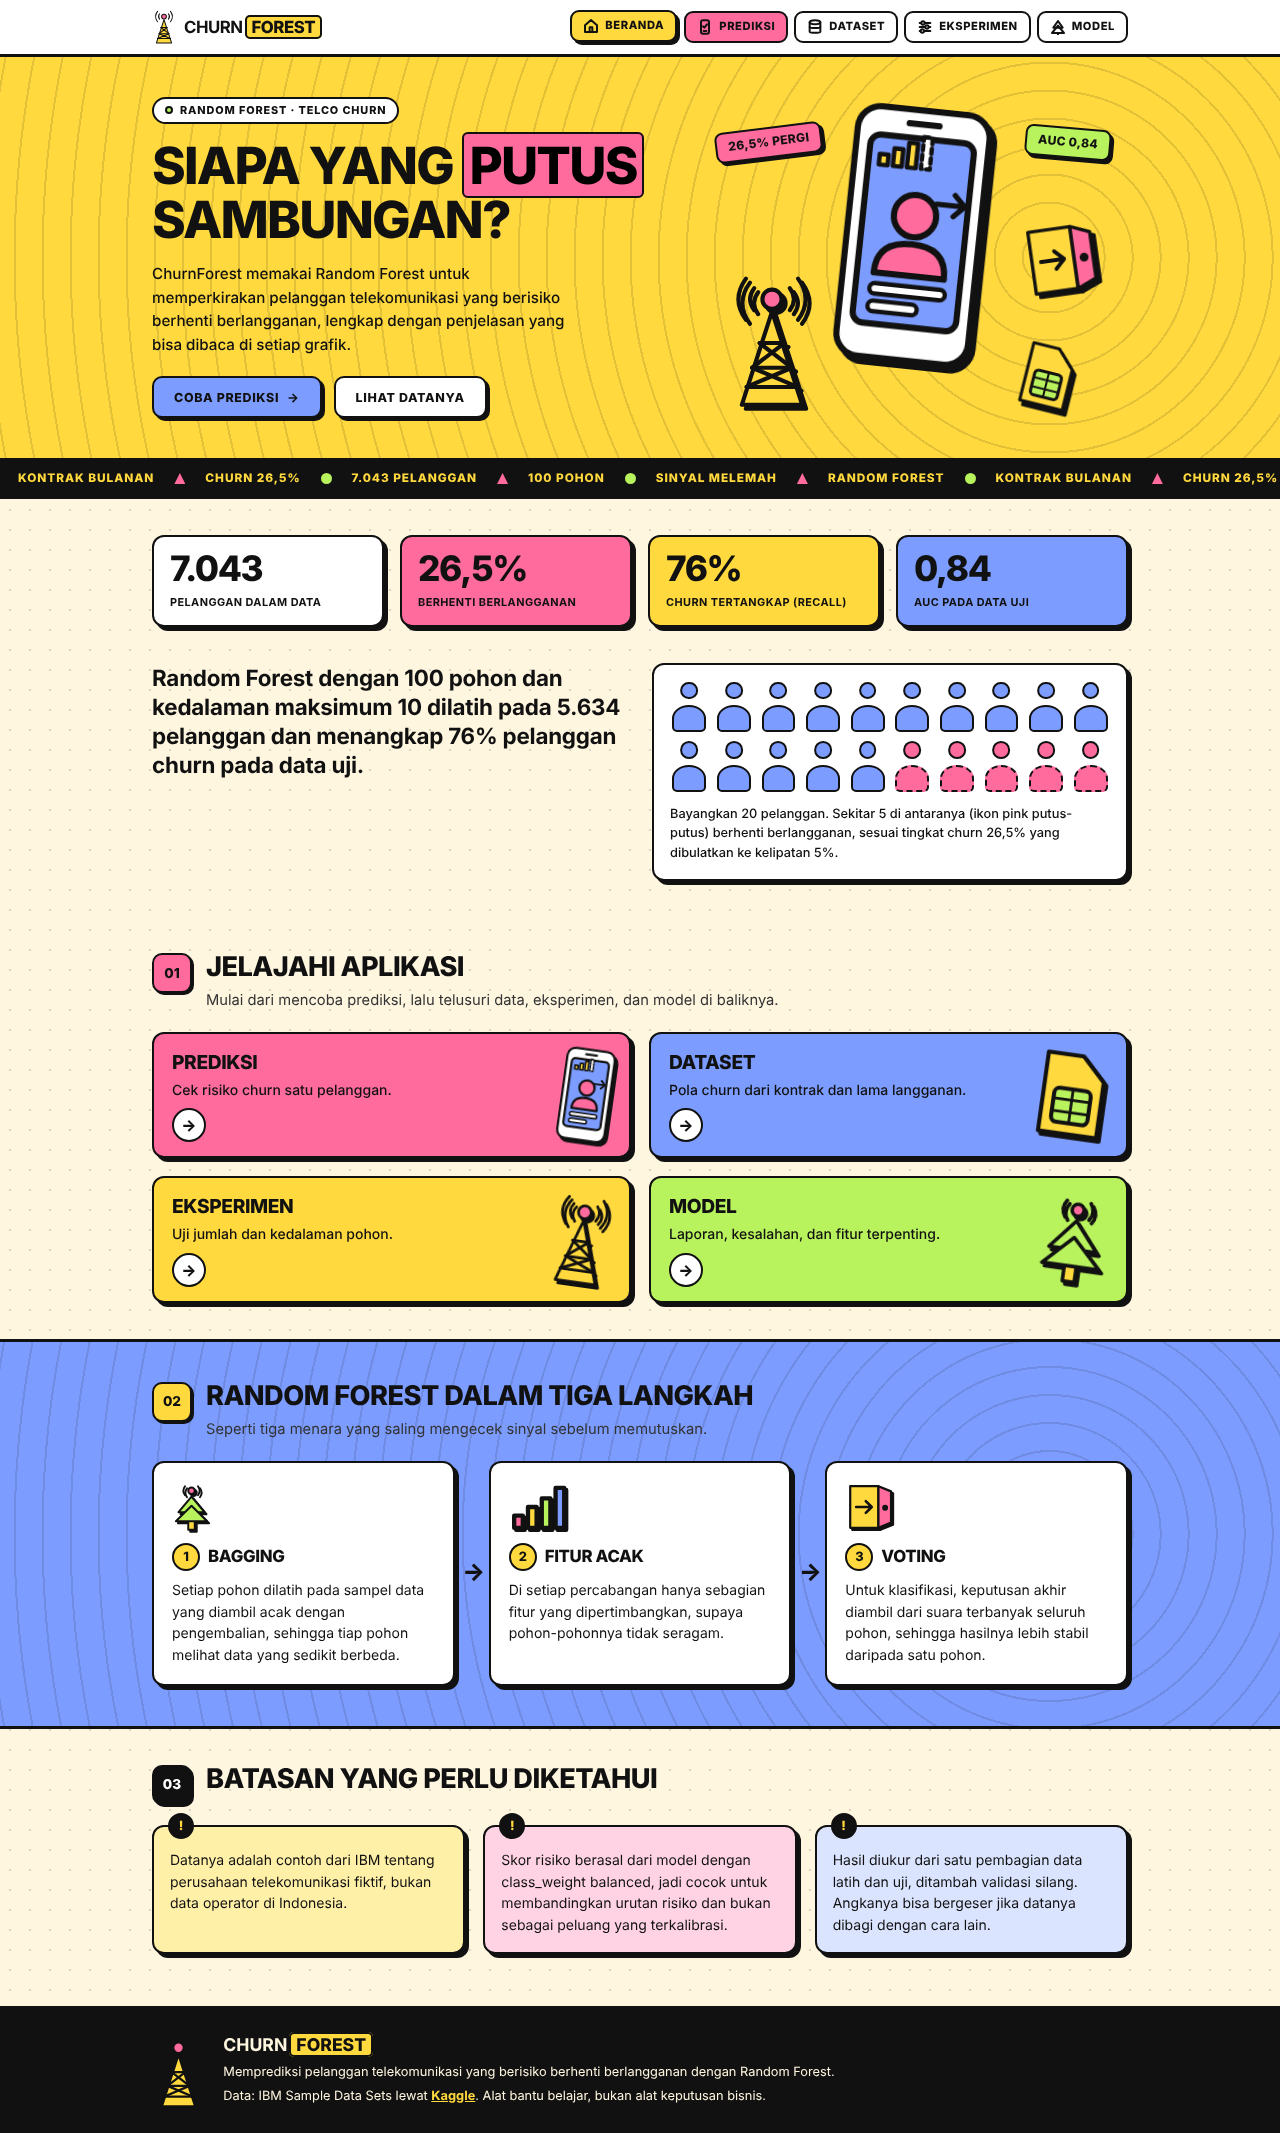 CHURN FOREST
BERANDA
PREDIKSI
DATASET
EKSPERIMEN
MODEL
RANDOM FOREST · TELCO CHURN
SIAPA YANG PUTUS
SAMBUNGAN?
ChurnForest memakai Random Forest untuk
memperkirakan pelanggan telekomunikasi yang berisiko
berhenti berlangganan, lengkap dengan penjelasan yang
bisa dibaca di setiap grafik.
COBA PREDIKSI →
LIHAT DATANYA
26,5% PERGI
AUC 0,84
KONTRAK BULANAN ▲ CHURN 26,5% ● 7.043 PELANGGAN ▲ 100 POHON ● SINYAL MELEMAH ▲ RANDOM FOREST ● KONTRAK BULANAN ▲ CHURN 26,5%
7.043
PELANGGAN DALAM DATA
26,5%
BERHENTI BERLANGGANAN
76%
CHURN TERTANGKAP (RECALL)
0,84
AUC PADA DATA UJI
Random Forest dengan 100 pohon dan
kedalaman maksimum 10 dilatih pada 5.634
pelanggan dan menangkap 76% pelanggan
churn pada data uji.
Bayangkan 20 pelanggan. Sekitar 5 di antaranya (ikon pink putus-
putus) berhenti berlangganan, sesuai tingkat churn 26,5% yang
dibulatkan ke kelipatan 5%.
01
JELAJAHI APLIKASI
Mulai dari mencoba prediksi, lalu telusuri data, eksperimen, dan model di baliknya.
PREDIKSI
Cek risiko churn satu pelanggan.
→
DATASET
Pola churn dari kontrak dan lama langganan.
→
EKSPERIMEN
Uji jumlah dan kedalaman pohon.
→
MODEL
Laporan, kesalahan, dan fitur terpenting.
→
02
RANDOM FOREST DALAM TIGA LANGKAH
Seperti tiga menara yang saling mengecek sinyal sebelum memutuskan.
1 BAGGING
Setiap pohon dilatih pada sampel data
yang diambil acak dengan
pengembalian, sehingga tiap pohon
melihat data yang sedikit berbeda.
→
2 FITUR ACAK
Di setiap percabangan hanya sebagian
fitur yang dipertimbangkan, supaya
pohon-pohonnya tidak seragam.
→
3 VOTING
Untuk klasifikasi, keputusan akhir
diambil dari suara terbanyak seluruh
pohon, sehingga hasilnya lebih stabil
daripada satu pohon.
03
BATASAN YANG PERLU DIKETAHUI
!
Datanya adalah contoh dari IBM tentang
perusahaan telekomunikasi fiktif, bukan
data operator di Indonesia.
!
Skor risiko berasal dari model dengan
class_weight balanced, jadi cocok untuk
membandingkan urutan risiko dan bukan
sebagai peluang yang terkalibrasi.
!
Hasil diukur dari satu pembagian data
latih dan uji, ditambah validasi silang.
Angkanya bisa bergeser jika datanya
dibagi dengan cara lain.
CHURN FOREST
Memprediksi pelanggan telekomunikasi yang berisiko berhenti berlangganan dengan Random Forest.
Data: IBM Sample Data Sets lewat Kaggle. Alat bantu belajar, bukan alat keputusan bisnis.